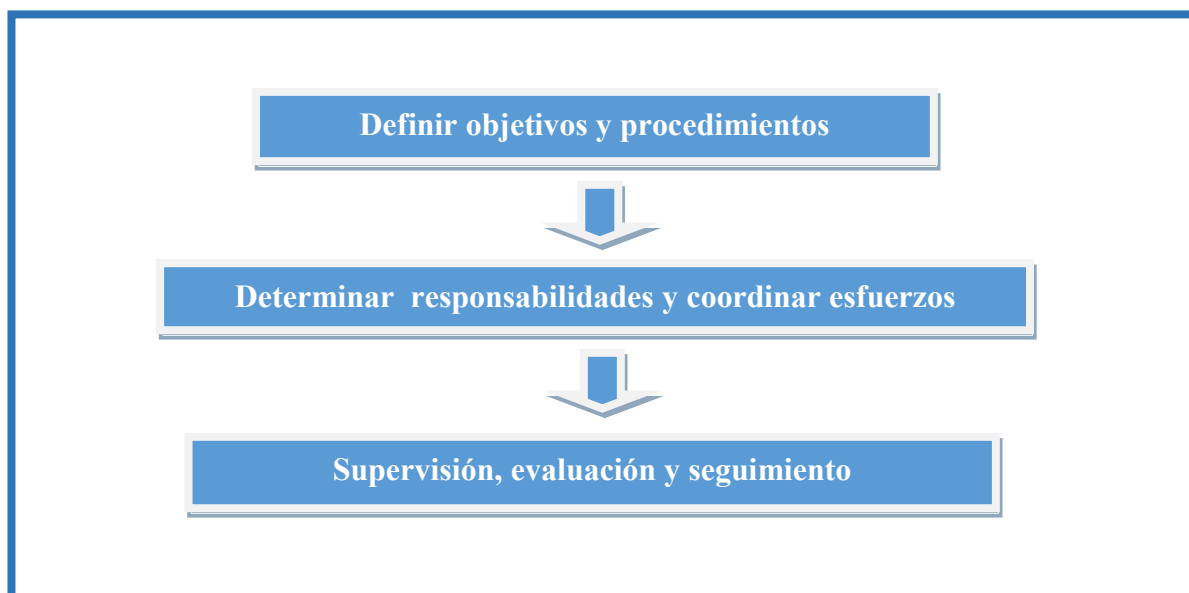 Definir objetivos y procedimientos
Determinar  responsabilidades y coordinar esfuerzos
Supervisión, evaluación y seguimiento